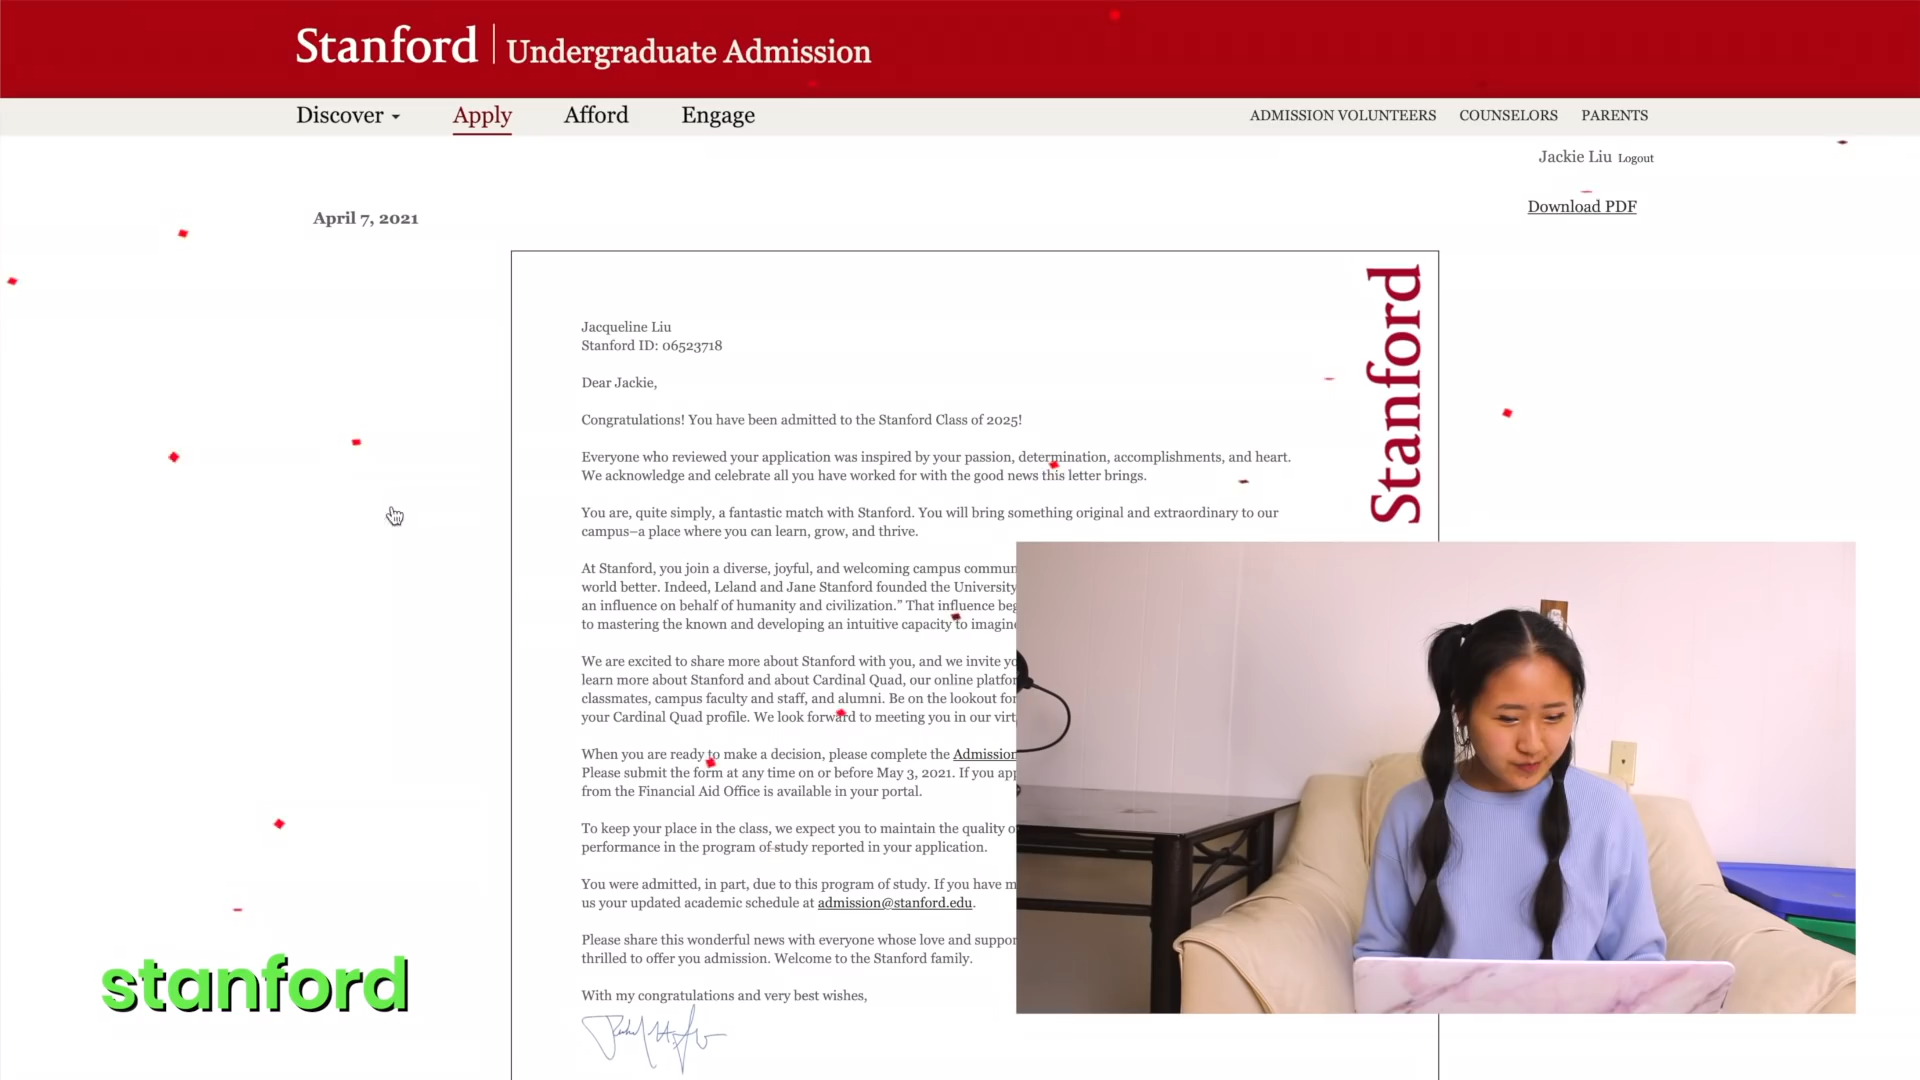 Stanford | Undergraduate Admission
Discover Apply Afford Engage ADMISSION VOLUNTEERS COUNSELORS PARENTS
Jackie Liu Logout
Download PDF
April 7, 2021
Stanford
Jacqueline Liu
Stanford ID: 06523718
Dear Jackie,
Congratulations! You have been admitted to the Stanford Class of 2025!
Everyone who reviewed your application was inspired by your passion, determination, accomplishments, and heart.
We acknowledge and celebrate all you have worked for with the good news this letter brings.
You are, quite simply, a fantastic match with Stanford. You will bring something original and extraordinary to our
campus–a place where you can learn, grow, and thrive.
At Stanford, you join a diverse, joyful, and welcoming campus commun
world better. Indeed, Leland and Jane Stanford founded the University
an influence on behalf of humanity and civilization.” That influence beg
to mastering the known and developing an intuitive capacity to imagin
We are excited to share more about Stanford with you, and we invite yo
learn more about Stanford and about Cardinal Quad, our online platfor
classmates, campus faculty and staff, and alumni. Be on the lookout for
your Cardinal Quad profile. We look forward to meeting you in our virt
When you are ready to make a decision, please complete the Admission
Please submit the form at any time on or before May 3, 2021. If you app
from the Financial Aid Office is available in your portal.
To keep your place in the class, we expect you to maintain the quality o
performance in the program of study reported in your application.
You were admitted, in part, due to this program of study. If you have m
us your updated academic schedule at admission@stanford.edu.
Please share this wonderful news with everyone whose love and suppor
thrilled to offer you admission. Welcome to the Stanford family.
With my congratulations and very best wishes,
stanford